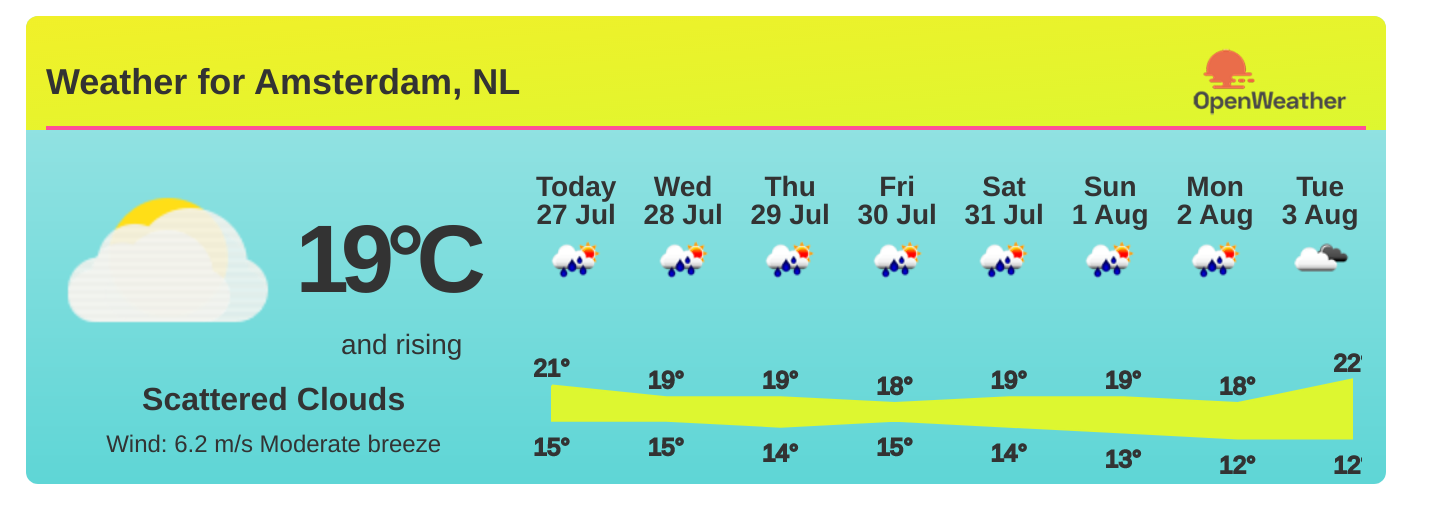 Weather for Amsterdam, NL
OpenWeather
Today Wed Thu Fri Sat Sun Mon Tue
27 Jul 28 Jul 29 Jul 30 Jul 31 Jul 1 Aug 2 Aug 3 Aug
19°C
and rising
21° 19° 19° 18° 19° 19° 18° 22°
Scattered Clouds
Wind: 6.2 m/s Moderate breeze
15° 15° 14° 15° 14° 13° 12° 12°